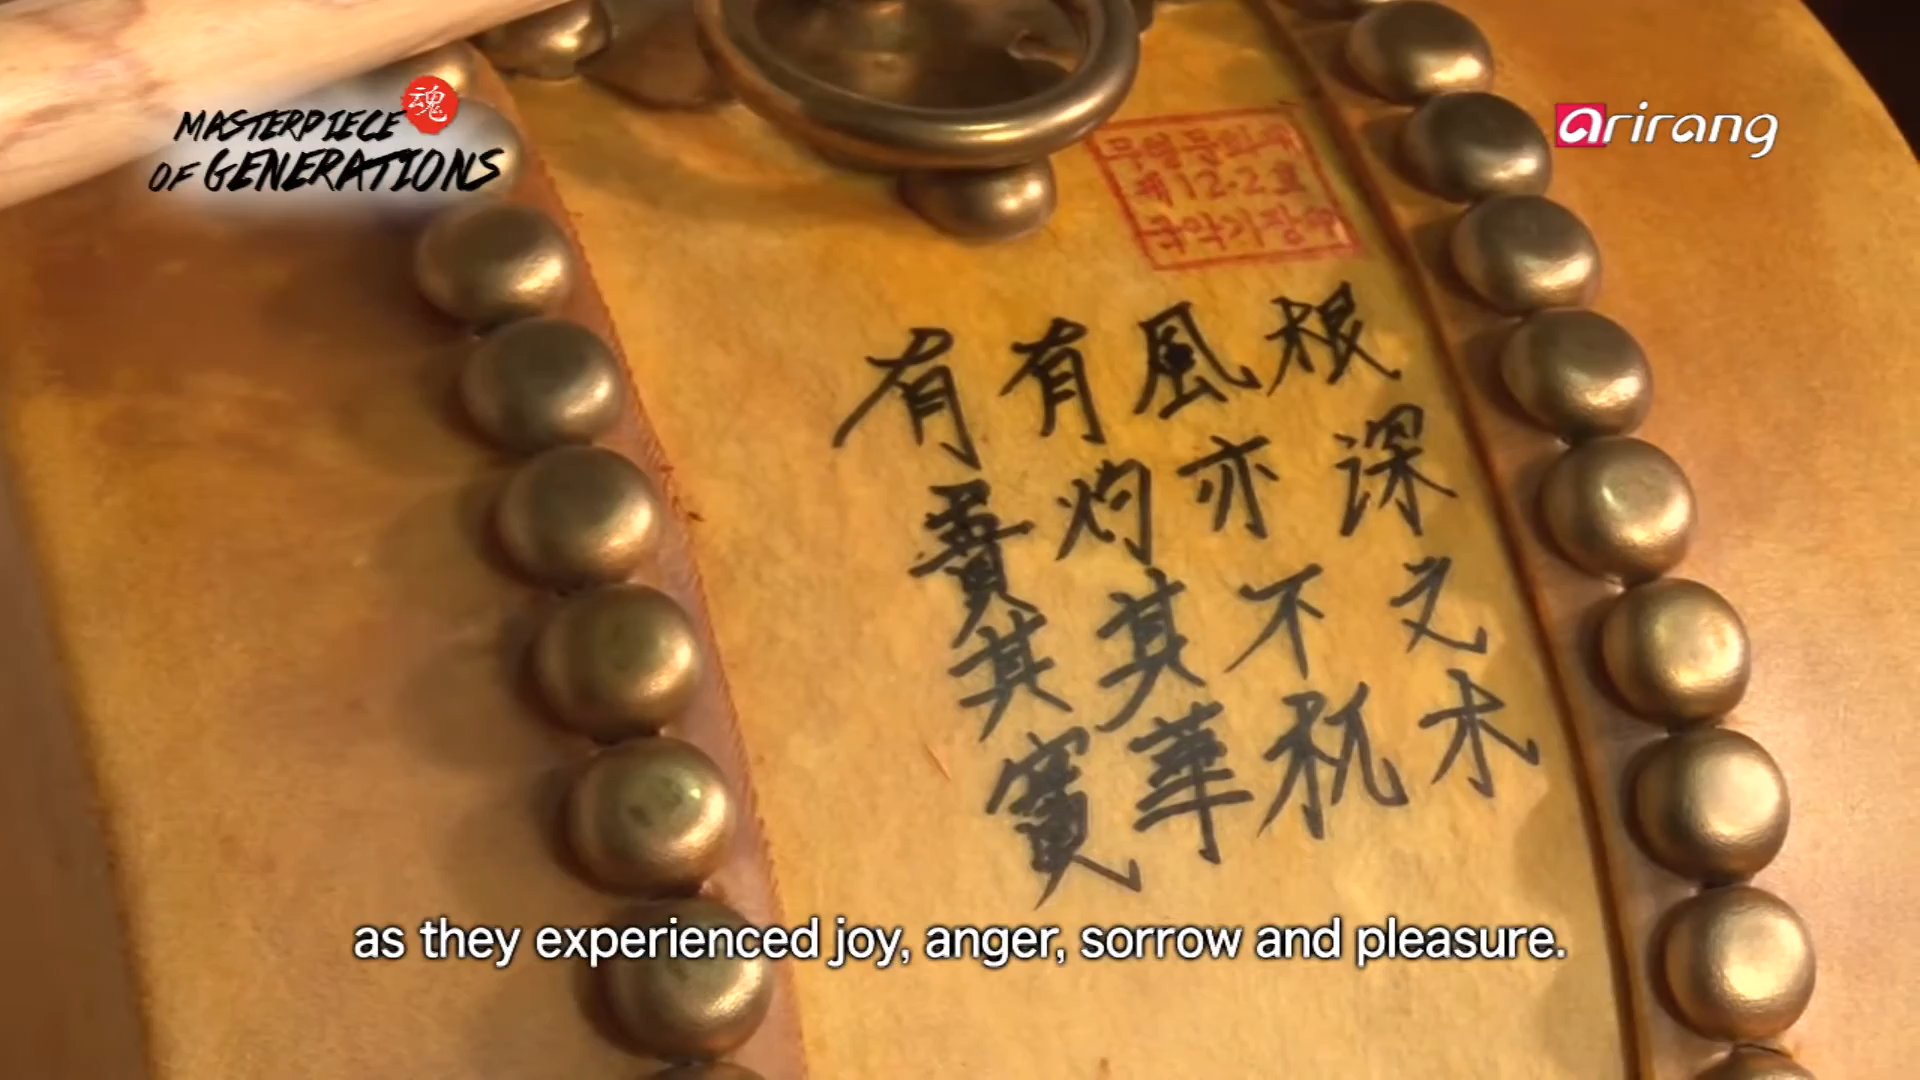 MASTERPIECE
魂
OF GENERATIONS
arirang
무형문화재
제12-2호
국악기장
根深之木
風亦不杌
有灼其華
有蕡其實
as they experienced joy, anger, sorrow and pleasure.